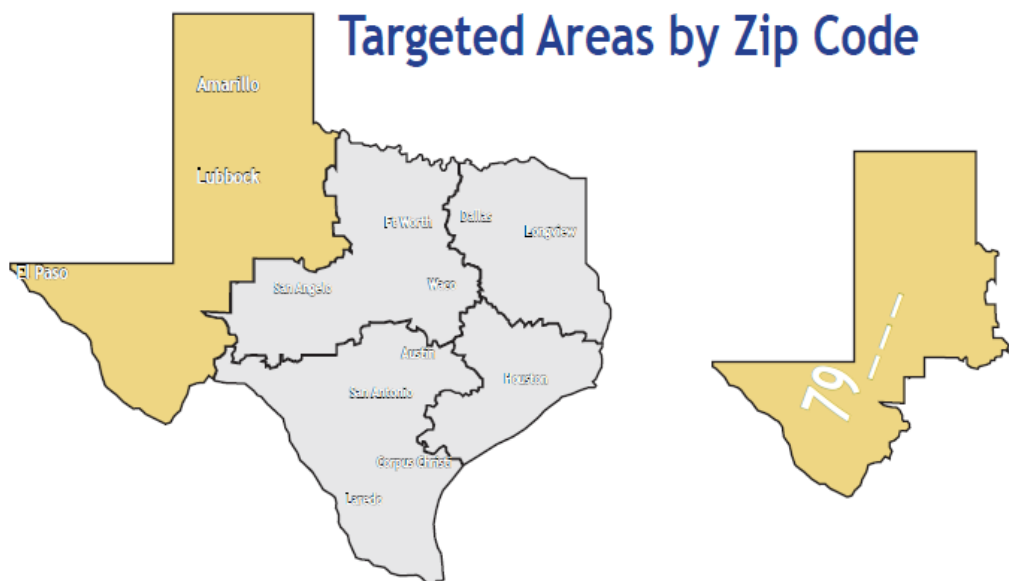 Targeted Areas by Zip Code
Amarillo
Lubbock
Ft Worth
Dallas
Longview
El Paso
San Angelo
Waco
Austin
Houston
San Antonio
Corpus Christi
Laredo
79 _ _ _